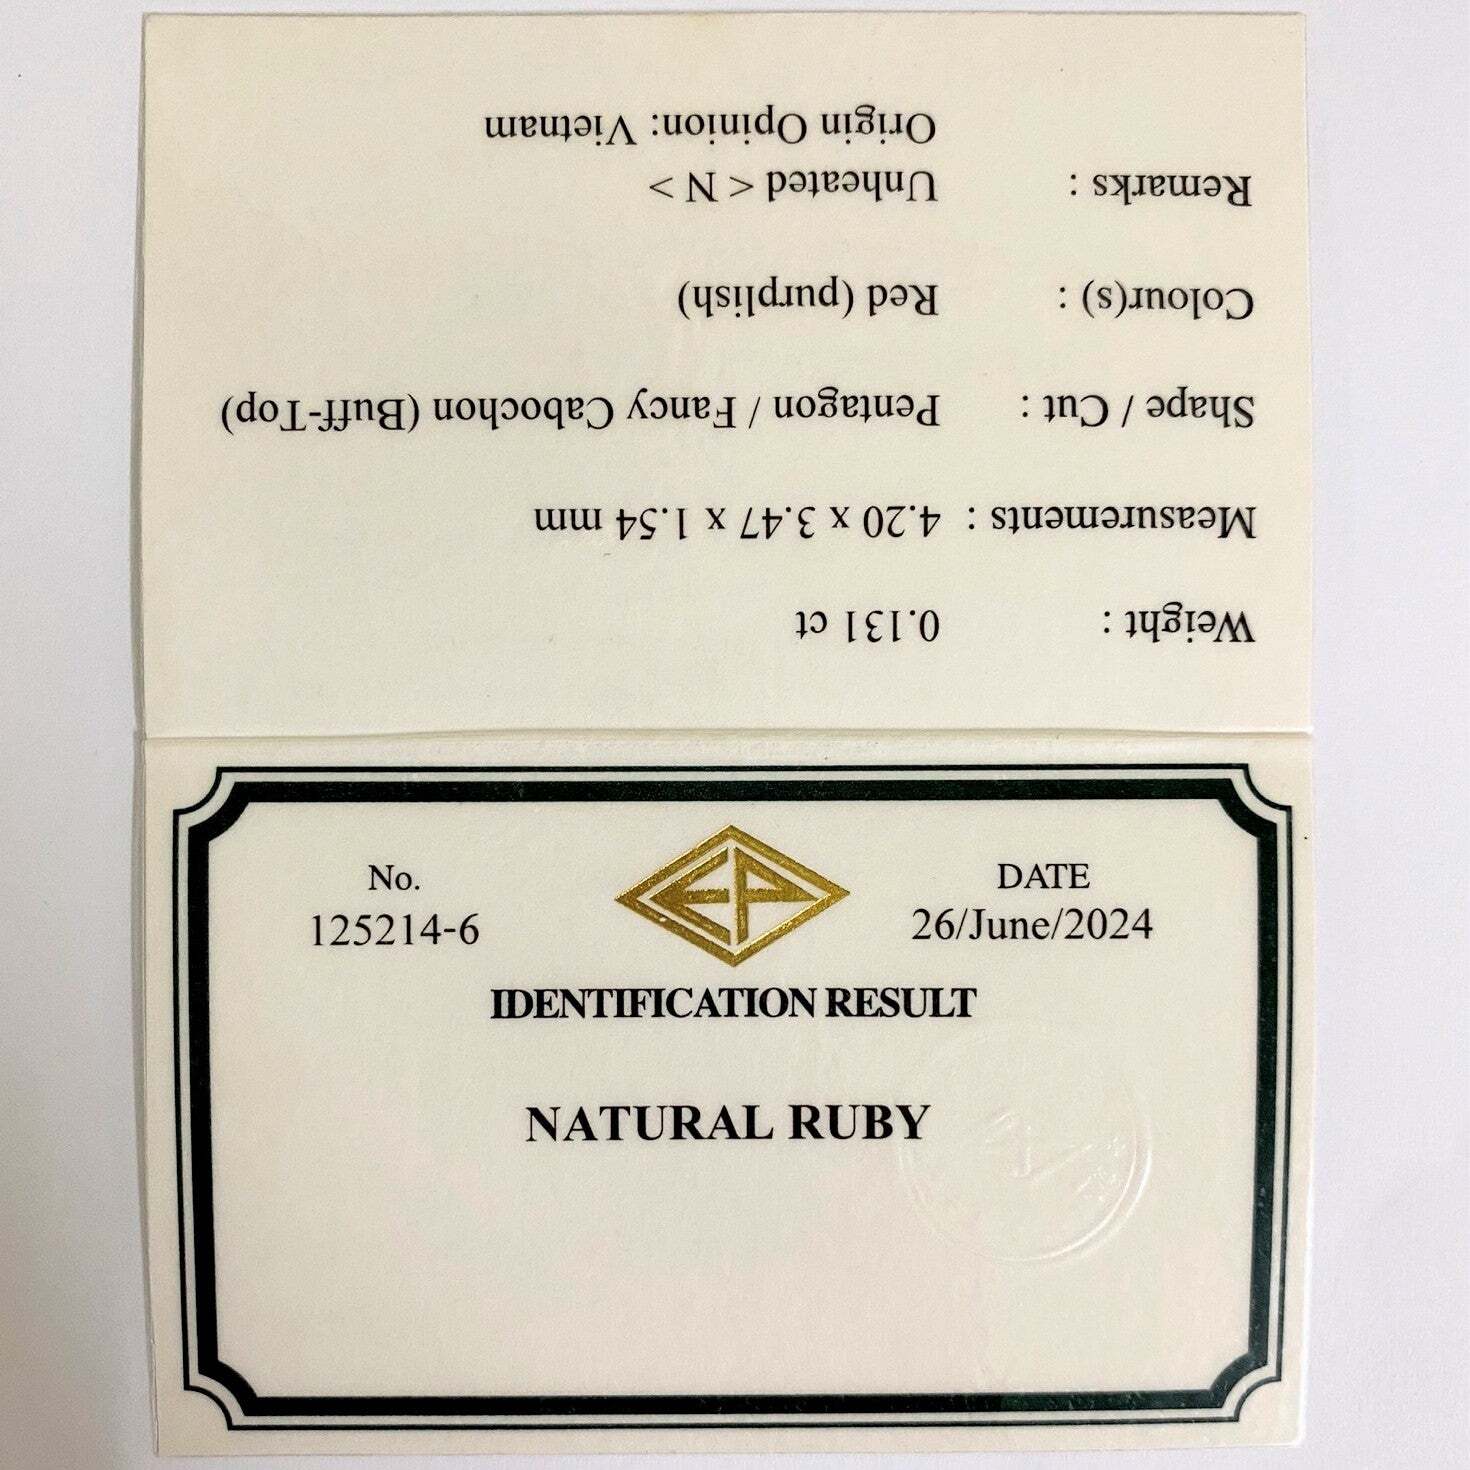 Weight : 0.131 ct
Measurements : 4.20 x 3.47 x 1.54 mm
Shape / Cut : Pentagon / Fancy Cabochon (Buff-Top)
Colour(s) : Red (purplish)
Remarks : Unheated < N >
Origin Opinion: Vietnam
No.
125214-6
EP
DATE
26/June/2024
IDENTIFICATION RESULT
NATURAL RUBY